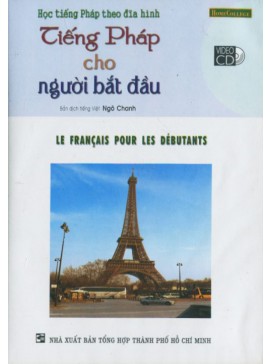 Học tiếng Pháp theo đĩa hình
HOMECOLLEGE
Tiếng Pháp
cho
người bắt đầu
VIDEO
CD
Bản dịch tiếng Việt Ngô Chanh
LE FRANÇAIS POUR LES DÉBUTANTS
NHÀ XUẤT BẢN TỔNG HỢP THÀNH PHỐ HỒ CHÍ MINH